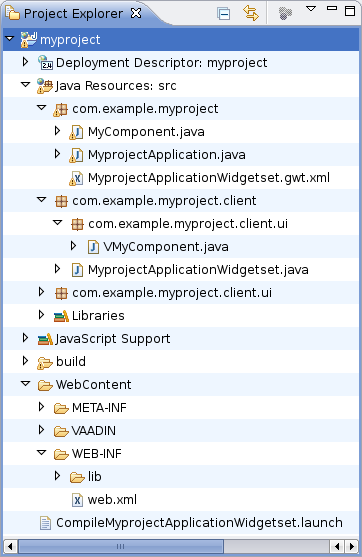 Project Explorer
myproject
2.4 Deployment Descriptor: myproject
Java Resources: src
com.example.myproject
J MyComponent.java
J MyprojectApplication.java
X MyprojectApplicationWidgetset.gwt.xml
com.example.myproject.client
com.example.myproject.client.ui
J VMyComponent.java
J MyprojectApplicationWidgetset.java
com.example.myproject.client.ui
Libraries
JavaScript Support
build
WebContent
META-INF
VAADIN
WEB-INF
lib
X web.xml
CompileMyprojectApplicationWidgetset.launch